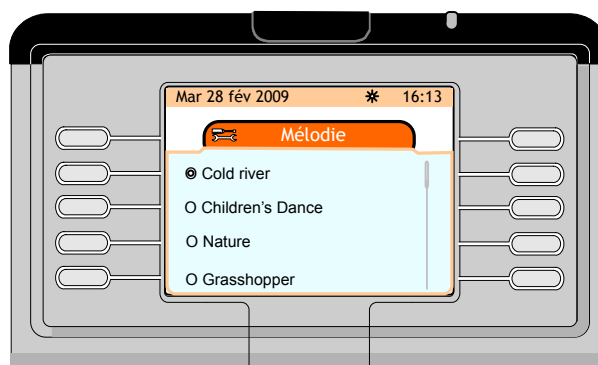 Mar 28 fév 2009 16:13
Mélodie
Cold river
Children's Dance
Nature
Grasshopper